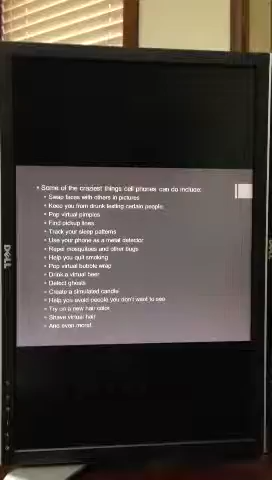 • Some of the craziest things cell phones can do include:
• Swap faces with others in pictures
• Keep you from drunk texting certain people.
• Pop virtual pimples
• Find pickup lines
• Track your sleep patterns
• Use your phone as a metal detector
• Repel mosquitoes and other bugs
• Help you quit smoking
• Pop virtual bubble wrap
• Drink a virtual beer
• Detect ghosts
• Create a simulated candle
• Help you avoid people you don't want to see
• Try on a new hair color
• Shave virtual hair
• And even more!
DELL
DELL